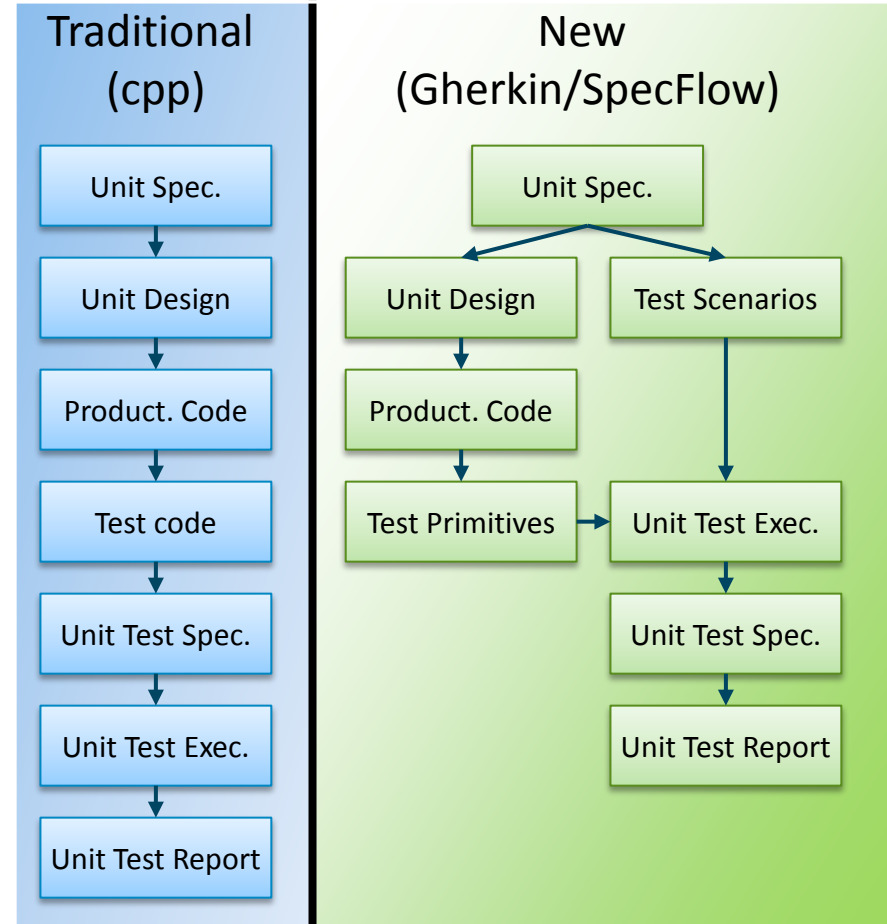 Traditional
(cpp)
Unit Spec.
Unit Design
Product. Code
Test code
Unit Test Spec.
Unit Test Exec.
Unit Test Report
New
(Gherkin/SpecFlow)
Unit Spec.
Unit Design
Test Scenarios
Product. Code
Test Primitives
Unit Test Exec.
Unit Test Spec.
Unit Test Report